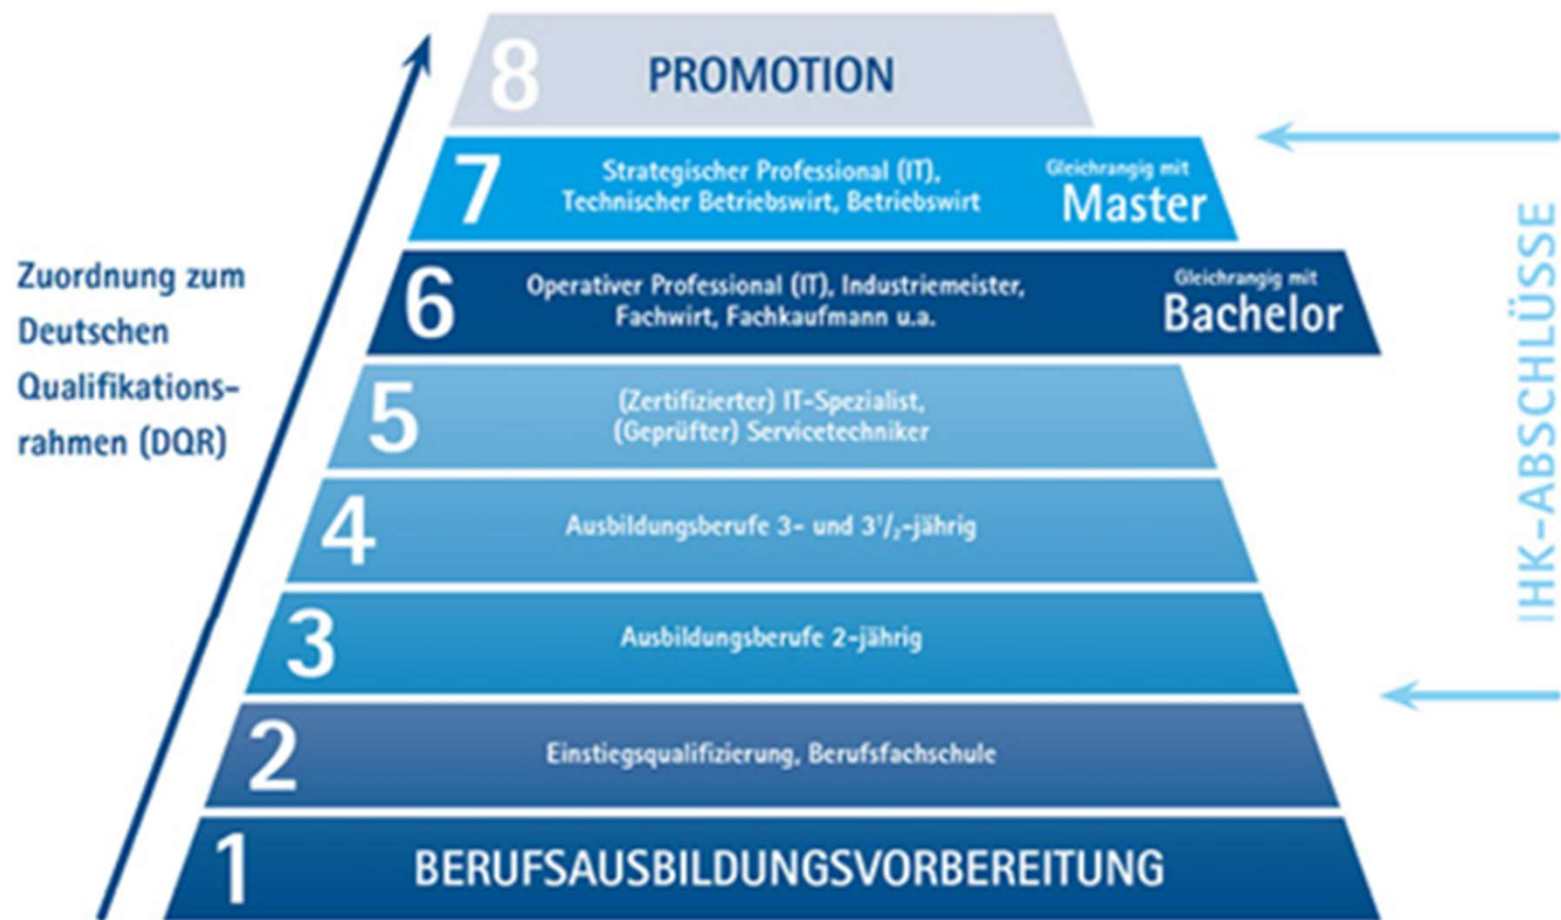 8
PROMOTION
7
Strategischer Professional (IT),
Technischer Betriebswirt, Betriebswirt
Gleichrangig mit
Master
6
Operativer Professional (IT), Industriemeister,
Fachwirt, Fachkaufmann u.a.
Gleichrangig mit
Bachelor
5
(Zertifizierter) IT-Spezialist,
(Geprüfter) Servicetechniker
4
Ausbildungsberufe 3- und 3¹/₂-jährig
3
Ausbildungsberufe 2-jährig
2
Einstiegsqualifizierung, Berufsfachschule
1
BERUFSAUSBILDUNGSVORBEREITUNG
Zuordnung zum
Deutschen
Qualifikations-
rahmen (DQR)
IHK-ABSCHLÜSSE